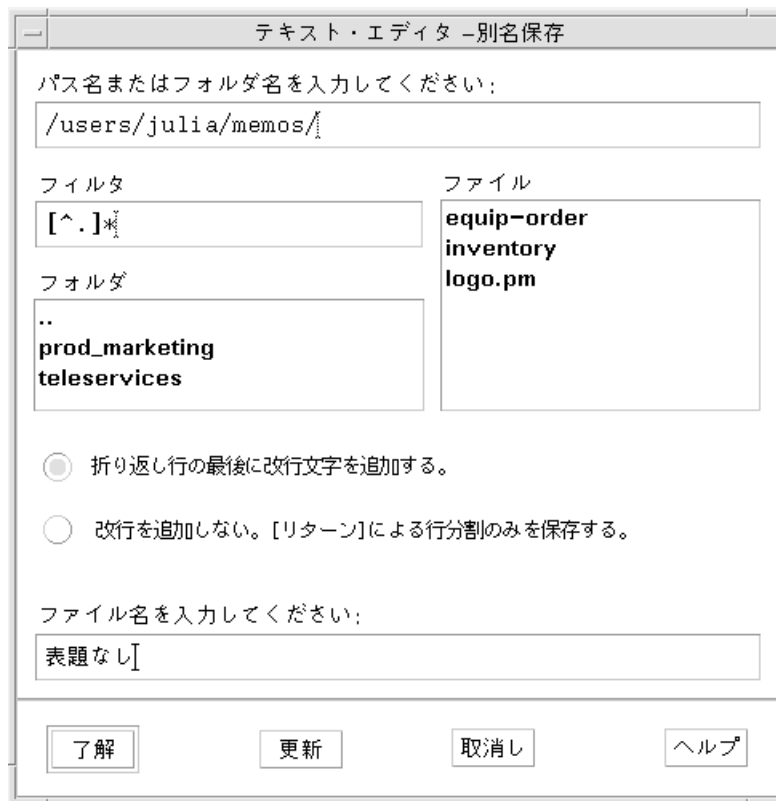 テキスト・エディタ –別名保存
パス名またはフォルダ名を入力してください:
/users/julia/memos/
フィルタ
[^.]*
フォルダ
..
prod_marketing
teleservices
ファイル
equip–order
inventory
logo.pm
折り返し行の最後に改行文字を追加する。
改行を追加しない。[リターン]による行分割のみを保存する。
ファイル名を入力してください:
表題なし
了解
更新
取消し
ヘルプ